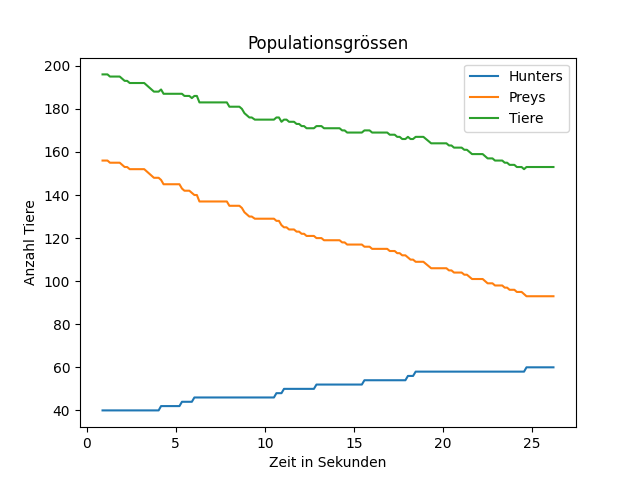 Populationsgrössen
Hunters
Preys
Tiere
Anzahl Tiere
200
180
160
140
120
100
80
60
40
0 5 10 15 20 25
Zeit in Sekunden